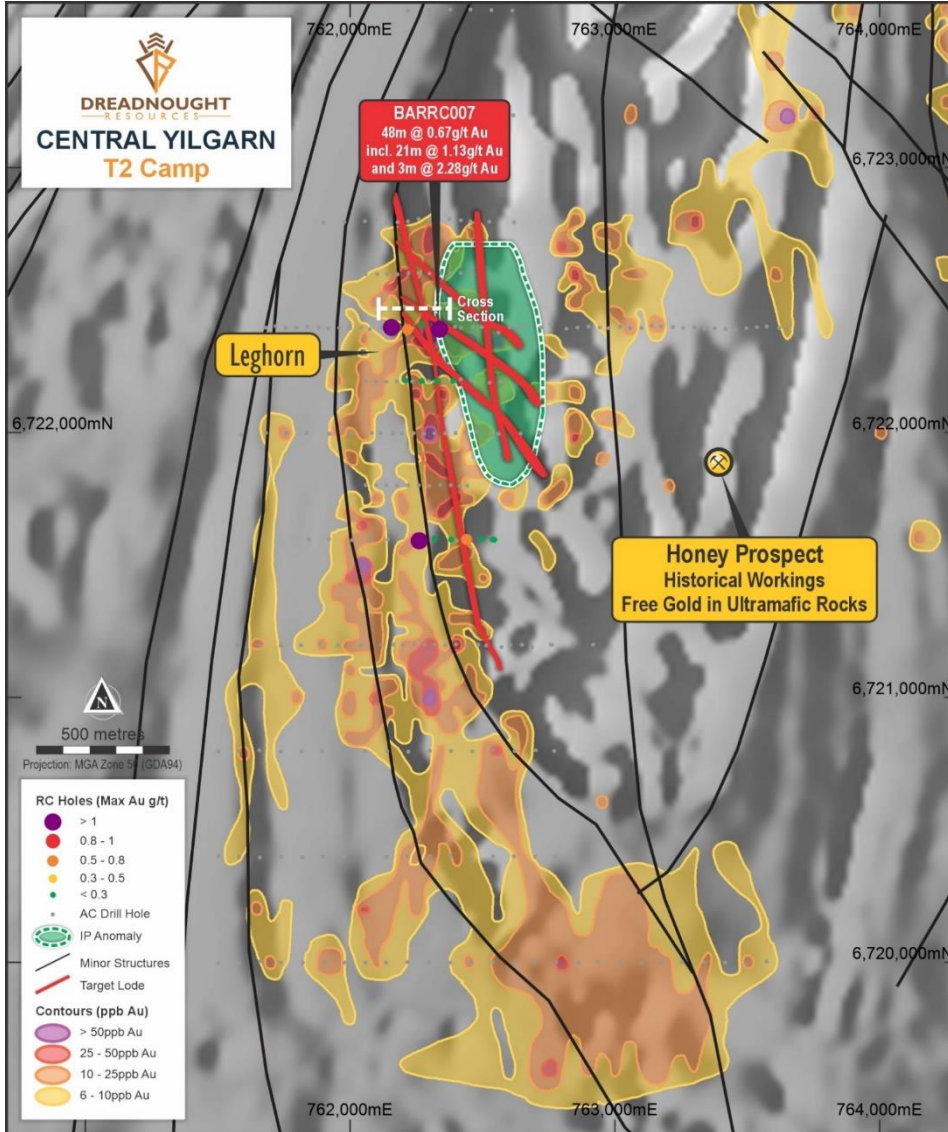 762,000mE
763,000mE
764,000mE
DREADNOUGHT
RESOURCES
CENTRAL YILGARN
T2 Camp
BARRC007
48m @ 0.67g/t Au
incl. 21m @ 1.13g/t Au
and 3m @ 2.28g/t Au
6,723,000mN
Cross
Section
Leghorn
6,722,000mN
6,722,000mN
Honey Prospect
Historical Workings
Free Gold in Ultramafic Rocks
6,721,000mN
N
500 metres
Projection: MGA Zone 50 (GDA94)
RC Holes (Max Au g/t)
> 1
0.8 - 1
0.5 - 0.8
0.3 - 0.5
< 0.3
AC Drill Hole
IP Anomaly
Minor Structures
Target Lode
Contours (ppb Au)
> 50ppb Au
25 - 50ppb Au
10 - 25ppb Au
6 - 10ppb Au
6,720,000mN
762,000mE
763,000mE
764,000mE